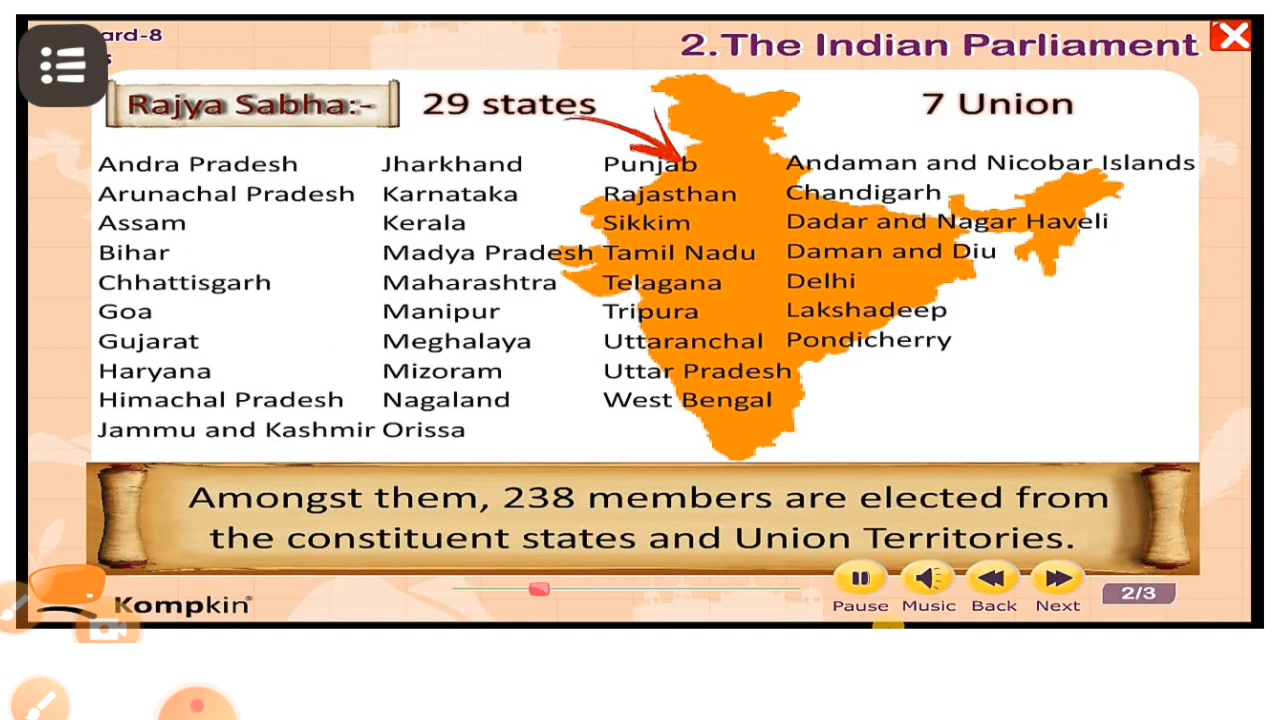 ard-8
s
2.The Indian Parliament
Rajya Sabha:-
29 states
7 Union
Andra Pradesh
Arunachal Pradesh
Assam
Bihar
Chhattisgarh
Goa
Gujarat
Haryana
Himachal Pradesh
Jammu and Kashmir
Jharkhand
Karnataka
Kerala
Madya Pradesh
Maharashtra
Manipur
Meghalaya
Mizoram
Nagaland
Orissa
Punjab
Rajasthan
Sikkim
Tamil Nadu
Telagana
Tripura
Uttaranchal
Uttar Pradesh
West Bengal
Andaman and Nicobar Islands
Chandigarh
Dadar and Nagar Haveli
Daman and Diu
Delhi
Lakshadeep
Pondicherry
Amongst them, 238 members are elected from
the constituent states and Union Territories.
Kompkin
Pause Music Back Next
2/3